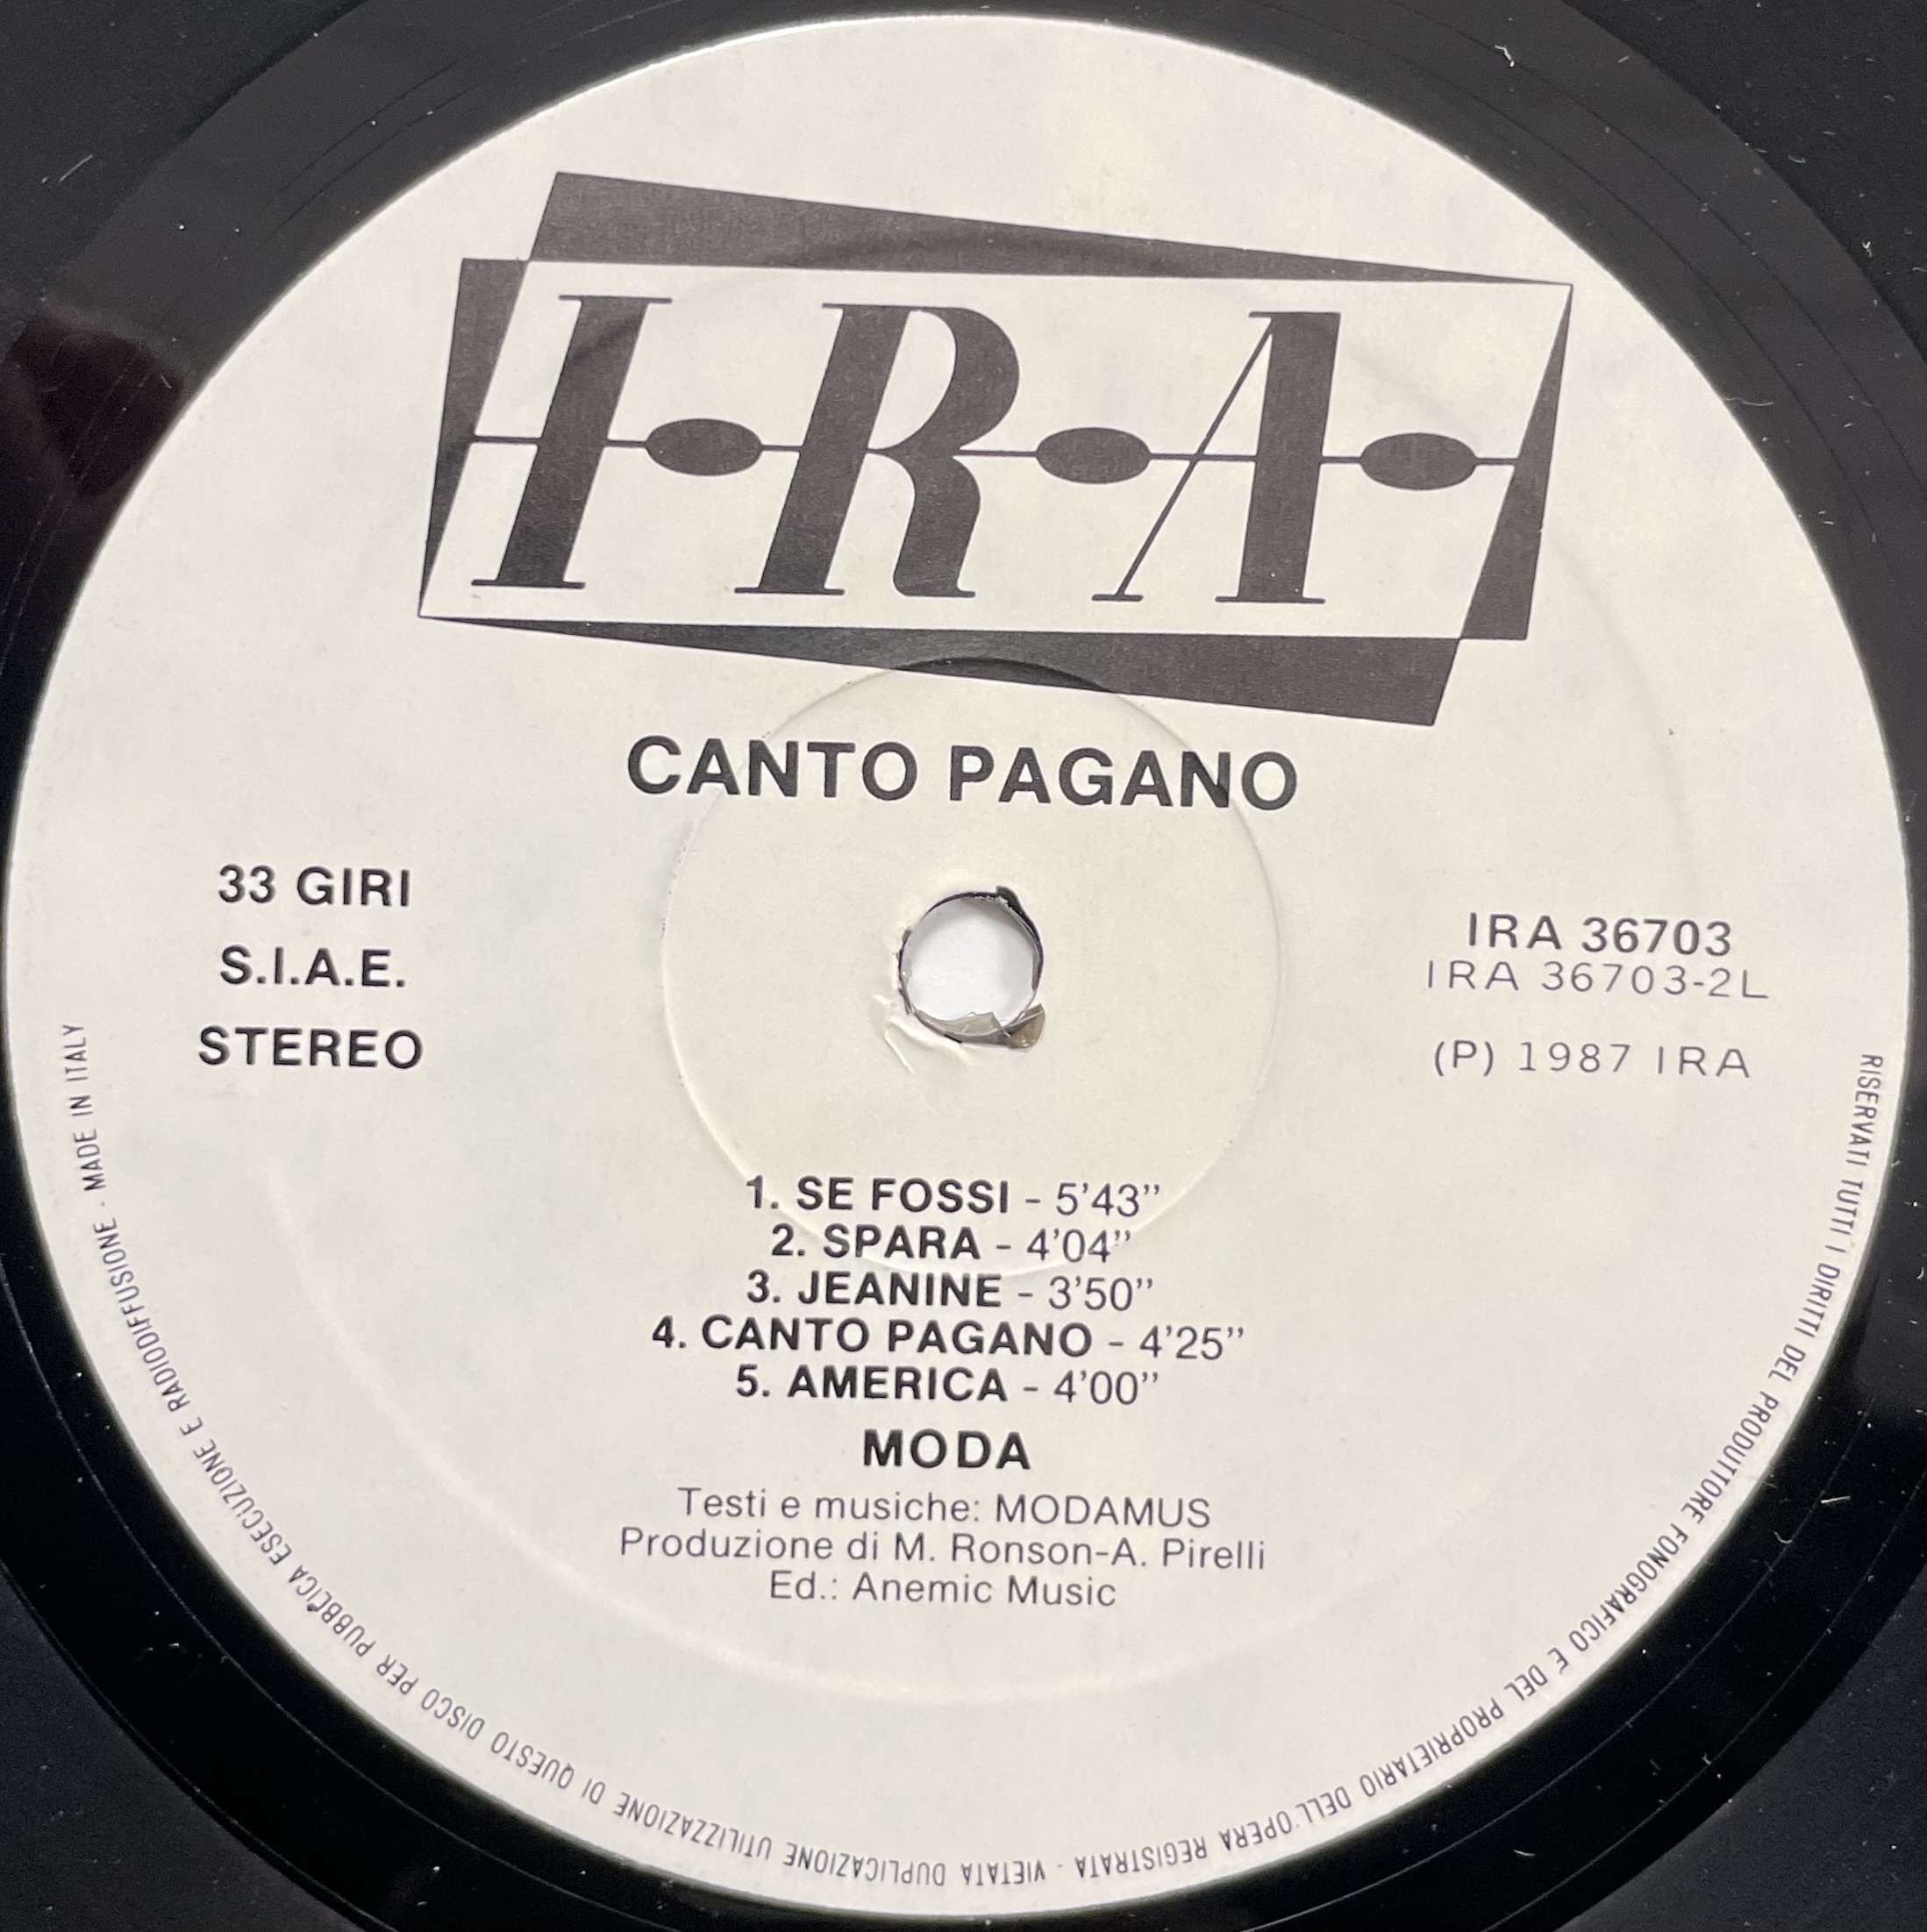 I·R·A·
CANTO PAGANO
33 GIRI
S.I.A.E.
STEREO
IRA 36703
IRA 36703-2L
(P) 1987 IRA
1. SE FOSSI - 5'43"
2. SPARA - 4'04"
3. JEANINE - 3'50"
4. CANTO PAGANO - 4'25"
5. AMERICA - 4'00"
MODA
Testi e musiche: MODAMUS
Produzione di M. Ronson-A. Pirelli
Ed.: Anemic Music
RISERVATI TUTTI I DIRITTI DEL PRODUTTORE FONOGRAFICO E DEL PROPRIETARIO DELL'OPERA REGISTRATA - VIETATA DUPLICAZIONE UTILIZZAZIONE DI QUESTO DISCO PER PUBBLICA ESECUZIONE E RADIODIFFUSIONE - MADE IN ITALY